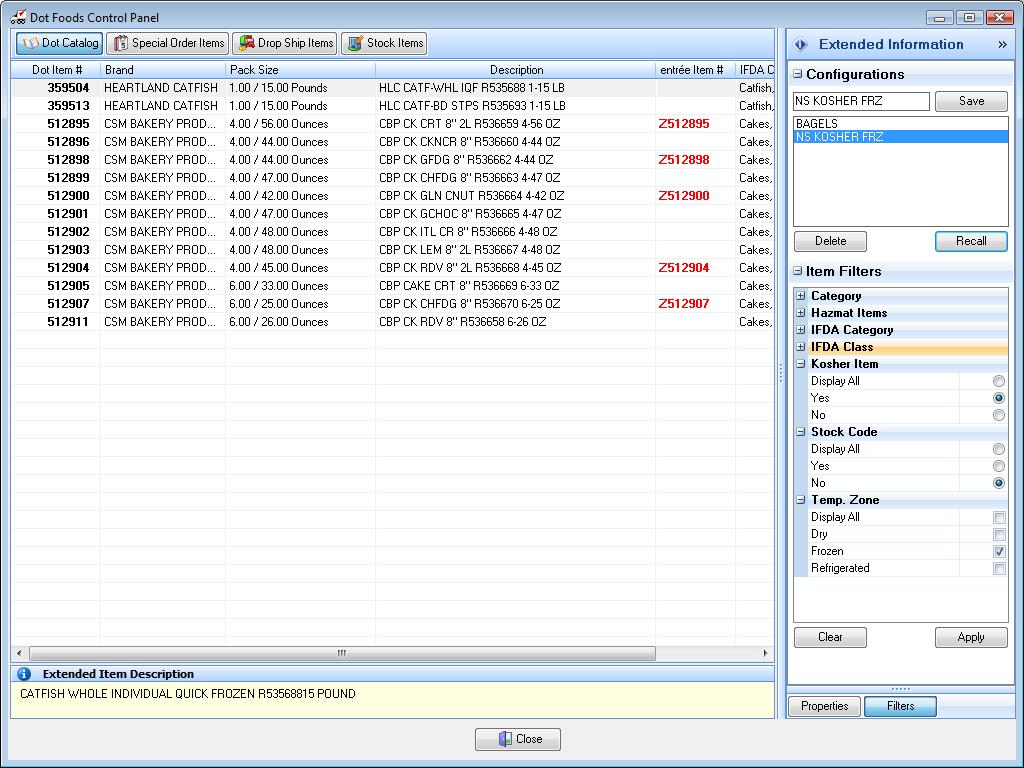 Dot Foods Control Panel
Dot Catalog Special Order Items Drop Ship Items Stock Items
Dot Item # Brand Pack Size Description entrée Item # IFDA C
359504 HEARTLAND CATFISH 1.00 / 15.00 Pounds HLC CATF-WHL IQF R535688 1-15 LB Catfish,
359513 HEARTLAND CATFISH 1.00 / 15.00 Pounds HLC CATF-BD STPS R535693 1-15 LB Catfish,
512895 CSM BAKERY PROD... 4.00 / 56.00 Ounces CBP CK CRT 8" 2L R536659 4-56 OZ Z512895 Cakes,
512896 CSM BAKERY PROD... 4.00 / 44.00 Ounces CBP CK CKNCR 8" R536660 4-44 OZ Cakes,
512898 CSM BAKERY PROD... 4.00 / 44.00 Ounces CBP CK GFDG 8" R536662 4-44 OZ Z512898 Cakes,
512899 CSM BAKERY PROD... 4.00 / 47.00 Ounces CBP CK CHFDG 8" R536663 4-47 OZ Cakes,
512900 CSM BAKERY PROD... 4.00 / 42.00 Ounces CBP CK GLN CNUT R536664 4-42 OZ Z512900 Cakes,
512901 CSM BAKERY PROD... 4.00 / 47.00 Ounces CBP CK GCHOC 8" R536665 4-47 OZ Cakes,
512902 CSM BAKERY PROD... 4.00 / 48.00 Ounces CBP CK ITL CR 8" R536666 4-48 OZ Cakes,
512903 CSM BAKERY PROD... 4.00 / 48.00 Ounces CBP CK LEM 8" 2L R536667 4-48 OZ Cakes,
512904 CSM BAKERY PROD... 4.00 / 45.00 Ounces CBP CK RDV 8" 2L R536668 4-45 OZ Z512904 Cakes,
512905 CSM BAKERY PROD... 6.00 / 33.00 Ounces CBP CAKE CRT 8" R536669 6-33 OZ Cakes,
512907 CSM BAKERY PROD... 6.00 / 25.00 Ounces CBP CK CHFDG 8" R536670 6-25 OZ Z512907 Cakes,
512911 CSM BAKERY PROD... 6.00 / 26.00 Ounces CBP CK RDV 8" R536658 6-26 OZ Cakes,
Extended Item Description
CATFISH WHOLE INDIVIDUAL QUICK FROZEN R53568815 POUND
Extended Information »
Configurations
NS KOSHER FRZ Save
BAGELS
NS KOSHER FRZ
Delete Recall
Item Filters
Category
Hazmat Items
IFDA Category
IFDA Class
Kosher Item
Display All
Yes
No
Stock Code
Display All
Yes
No
Temp. Zone
Display All
Dry
Frozen
Refrigerated
Clear Apply
Properties Filters
Close